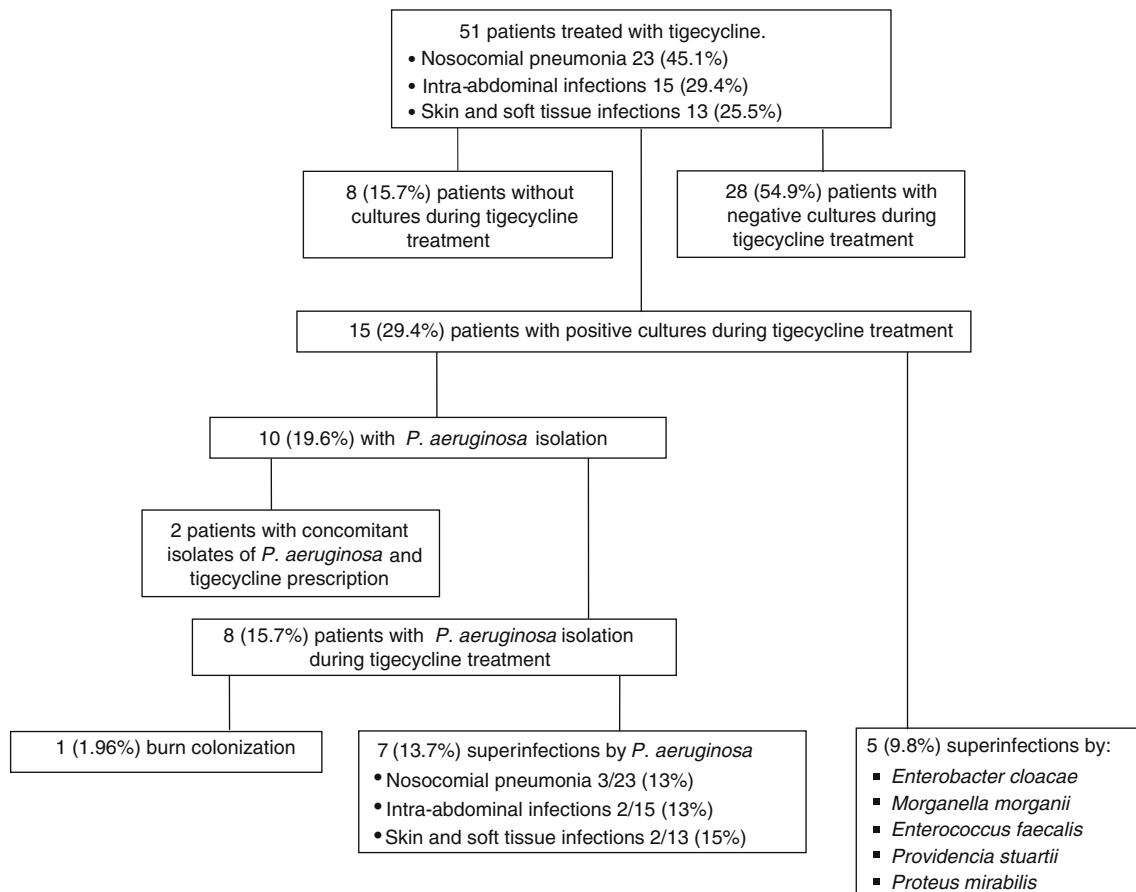 51 patients treated with tigecycline.
• Nosocomial pneumonia 23 (45.1%)
• Intra-abdominal infections 15 (29.4%)
• Skin and soft tissue infections 13 (25.5%)
8 (15.7%) patients without
cultures during tigecycline
treatment
28 (54.9%) patients with
negative cultures during
tigecycline treatment
15 (29.4%) patients with positive cultures during tigecycline treatment
10 (19.6%) with P. aeruginosa isolation
2 patients with concomitant
isolates of P. aeruginosa and
tigecycline prescription
8 (15.7%) patients with P. aeruginosa isolation
during tigecycline treatment
1 (1.96%) burn colonization
7 (13.7%) superinfections by P. aeruginosa
• Nosocomial pneumonia 3/23 (13%)
• Intra-abdominal infections 2/15 (13%)
• Skin and soft tissue infections 2/13 (15%)
5 (9.8%) superinfections by:
▪ Enterobacter cloacae
▪ Morganella morganii
▪ Enterococcus faecalis
▪ Providencia stuartii
▪ Proteus mirabilis